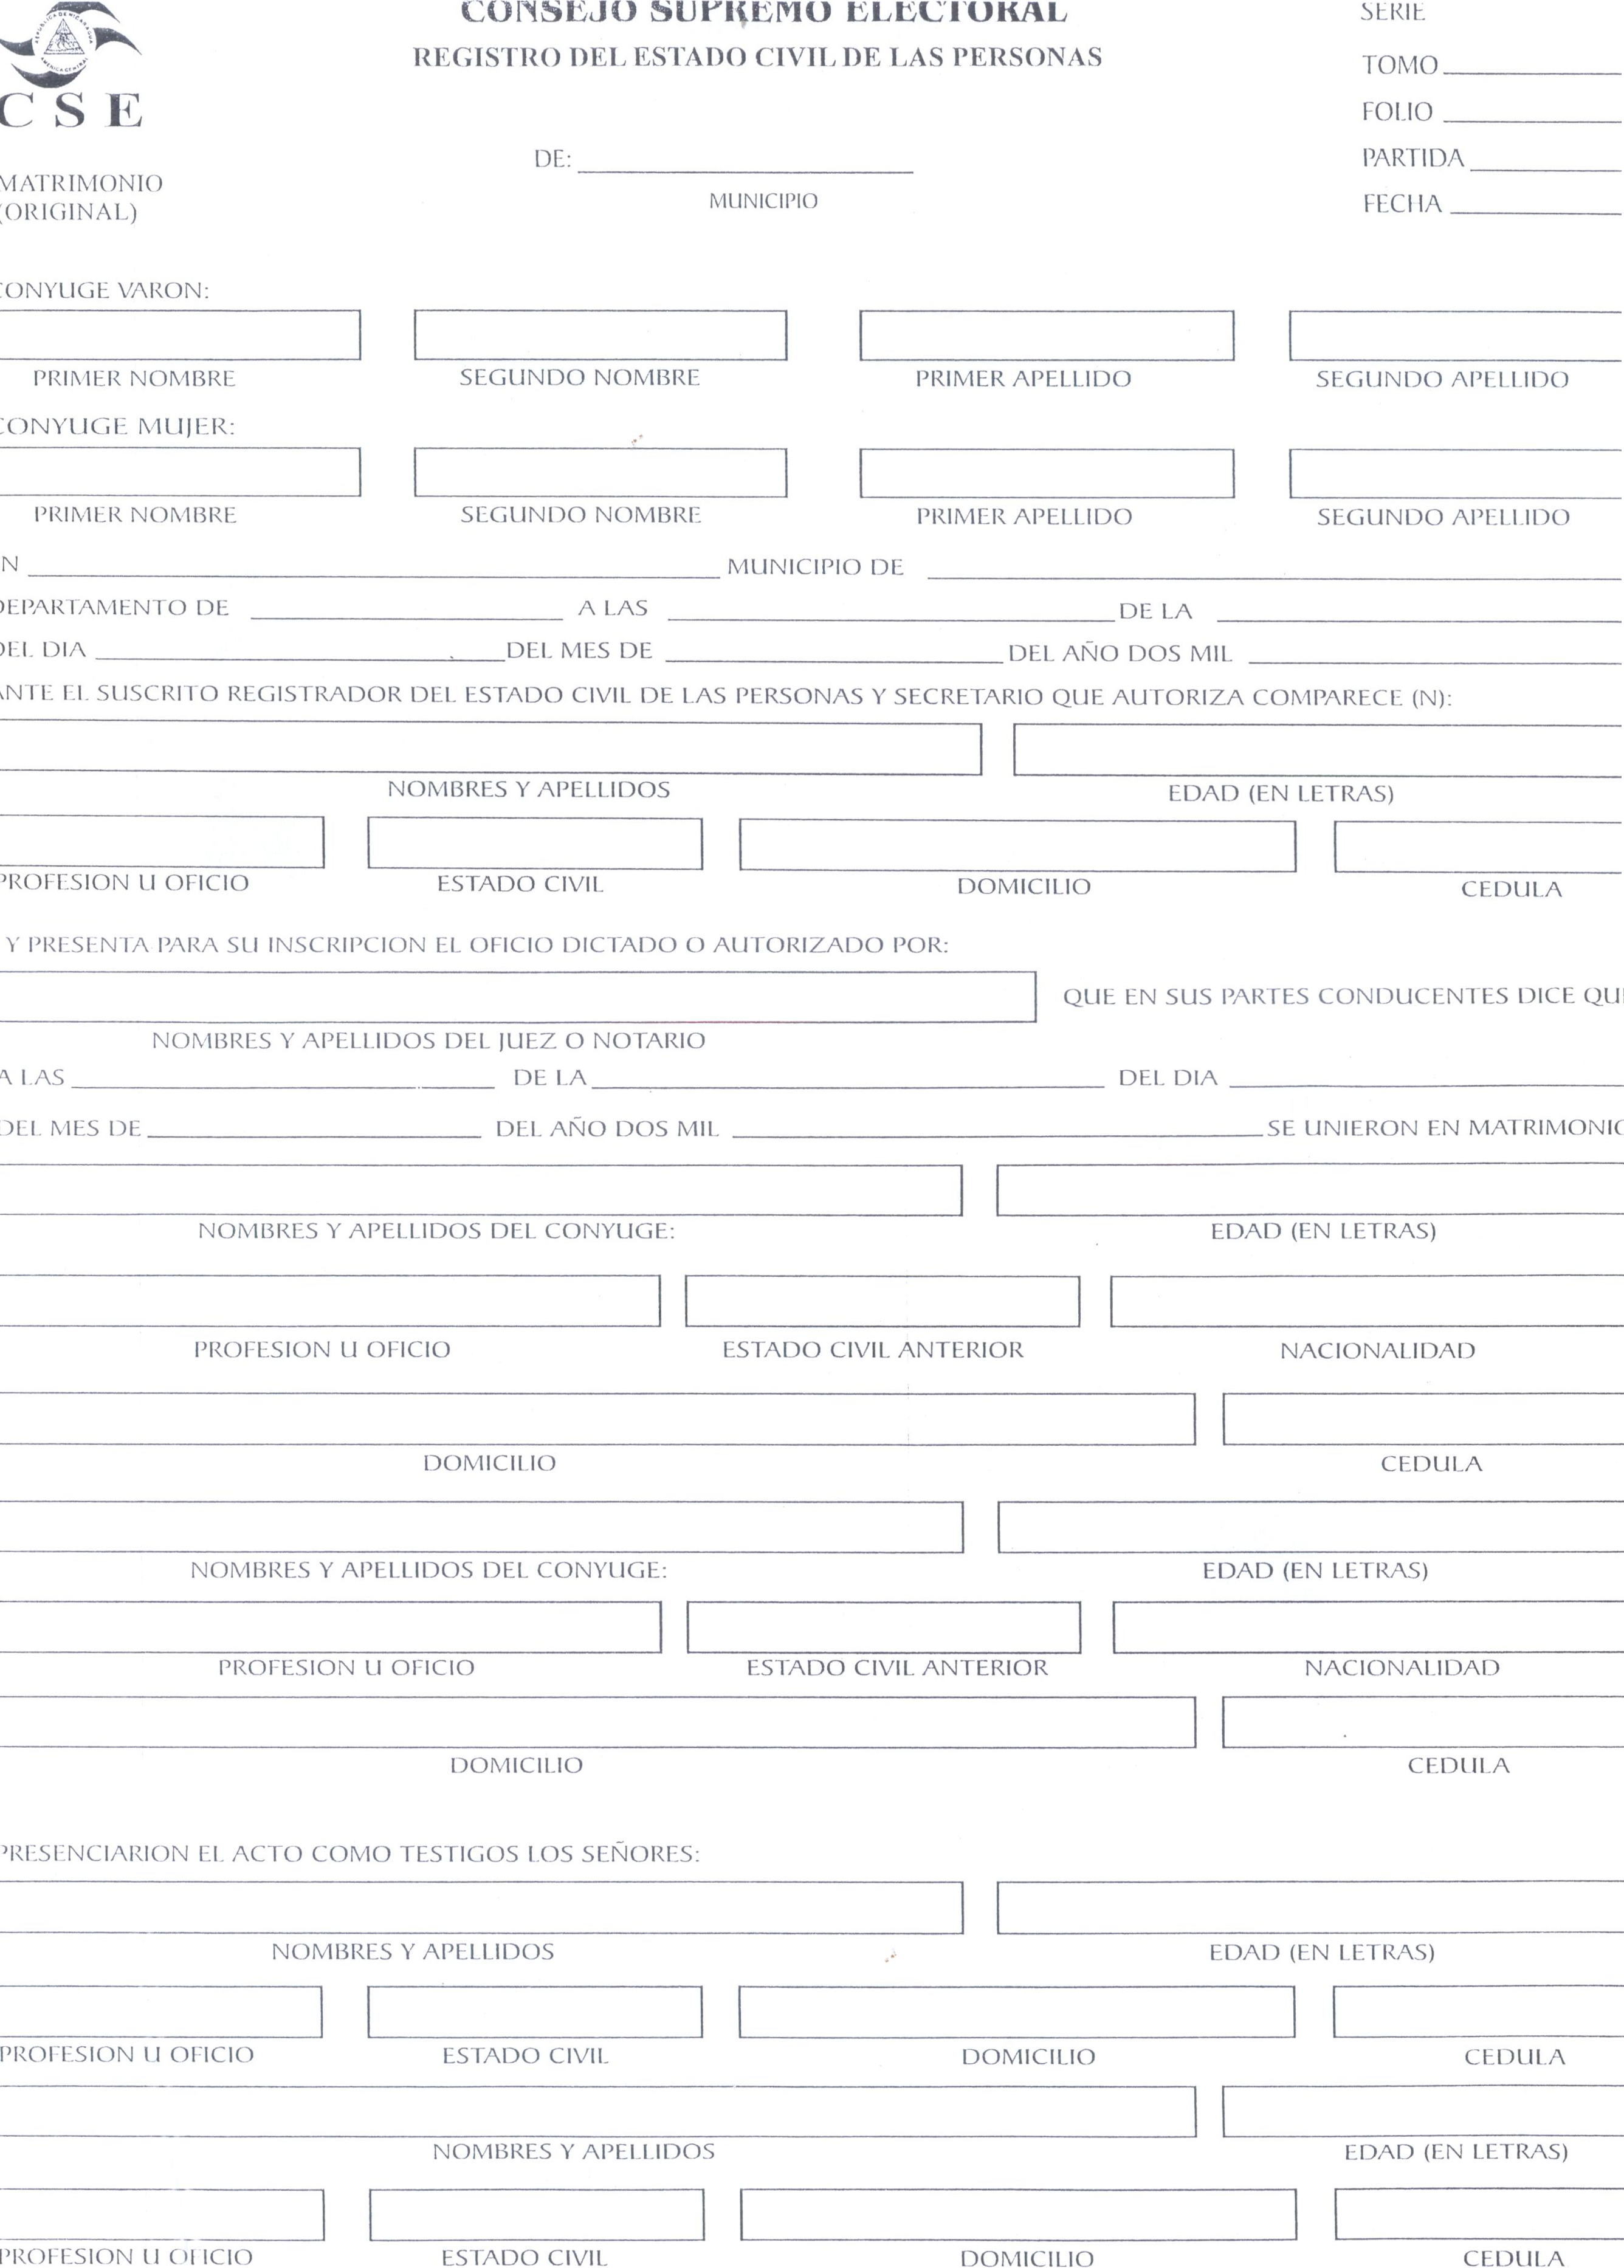 CONSEJO SUPREMO ELECTORAL
REGISTRO DEL ESTADO CIVIL DE LAS PERSONAS
SERIE
TOMO
FOLIO
PARTIDA
FECHA
CSE
MATRIMONIO
(ORIGINAL)
DE:
MUNICIPIO
CONYUGE VARON:
PRIMER NOMBRE SEGUNDO NOMBRE PRIMER APELLIDO SEGUNDO APELLIDO
CONYUGE MUJER:
PRIMER NOMBRE SEGUNDO NOMBRE PRIMER APELLIDO SEGUNDO APELLIDO
N MUNICIPIO DE
DEPARTAMENTO DE A LAS DE LA
DEL DIA DEL MES DE DEL AÑO DOS MIL
ANTE EL SUSCRITO REGISTRADOR DEL ESTADO CIVIL DE LAS PERSONAS Y SECRETARIO QUE AUTORIZA COMPARECE (N):
NOMBRES Y APELLIDOS EDAD (EN LETRAS)
PROFESION U OFICIO ESTADO CIVIL DOMICILIO CEDULA
Y PRESENTA PARA SU INSCRIPCION EL OFICIO DICTADO O AUTORIZADO POR:
QUE EN SUS PARTES CONDUCENTES DICE QUE
NOMBRES Y APELLIDOS DEL JUEZ O NOTARIO
A LAS DE LA DEL DIA
DEL MES DE DEL AÑO DOS MIL SE UNIERON EN MATRIMONIO
NOMBRES Y APELLIDOS DEL CONYUGE: EDAD (EN LETRAS)
PROFESION U OFICIO ESTADO CIVIL ANTERIOR NACIONALIDAD
DOMICILIO CEDULA
NOMBRES Y APELLIDOS DEL CONYUGE: EDAD (EN LETRAS)
PROFESION U OFICIO ESTADO CIVIL ANTERIOR NACIONALIDAD
DOMICILIO CEDULA
PRESENCIARION EL ACTO COMO TESTIGOS LOS SEÑORES:
NOMBRES Y APELLIDOS EDAD (EN LETRAS)
PROFESION U OFICIO ESTADO CIVIL DOMICILIO CEDULA
NOMBRES Y APELLIDOS EDAD (EN LETRAS)
PROFESION U OFICIO ESTADO CIVIL DOMICILIO CEDULA